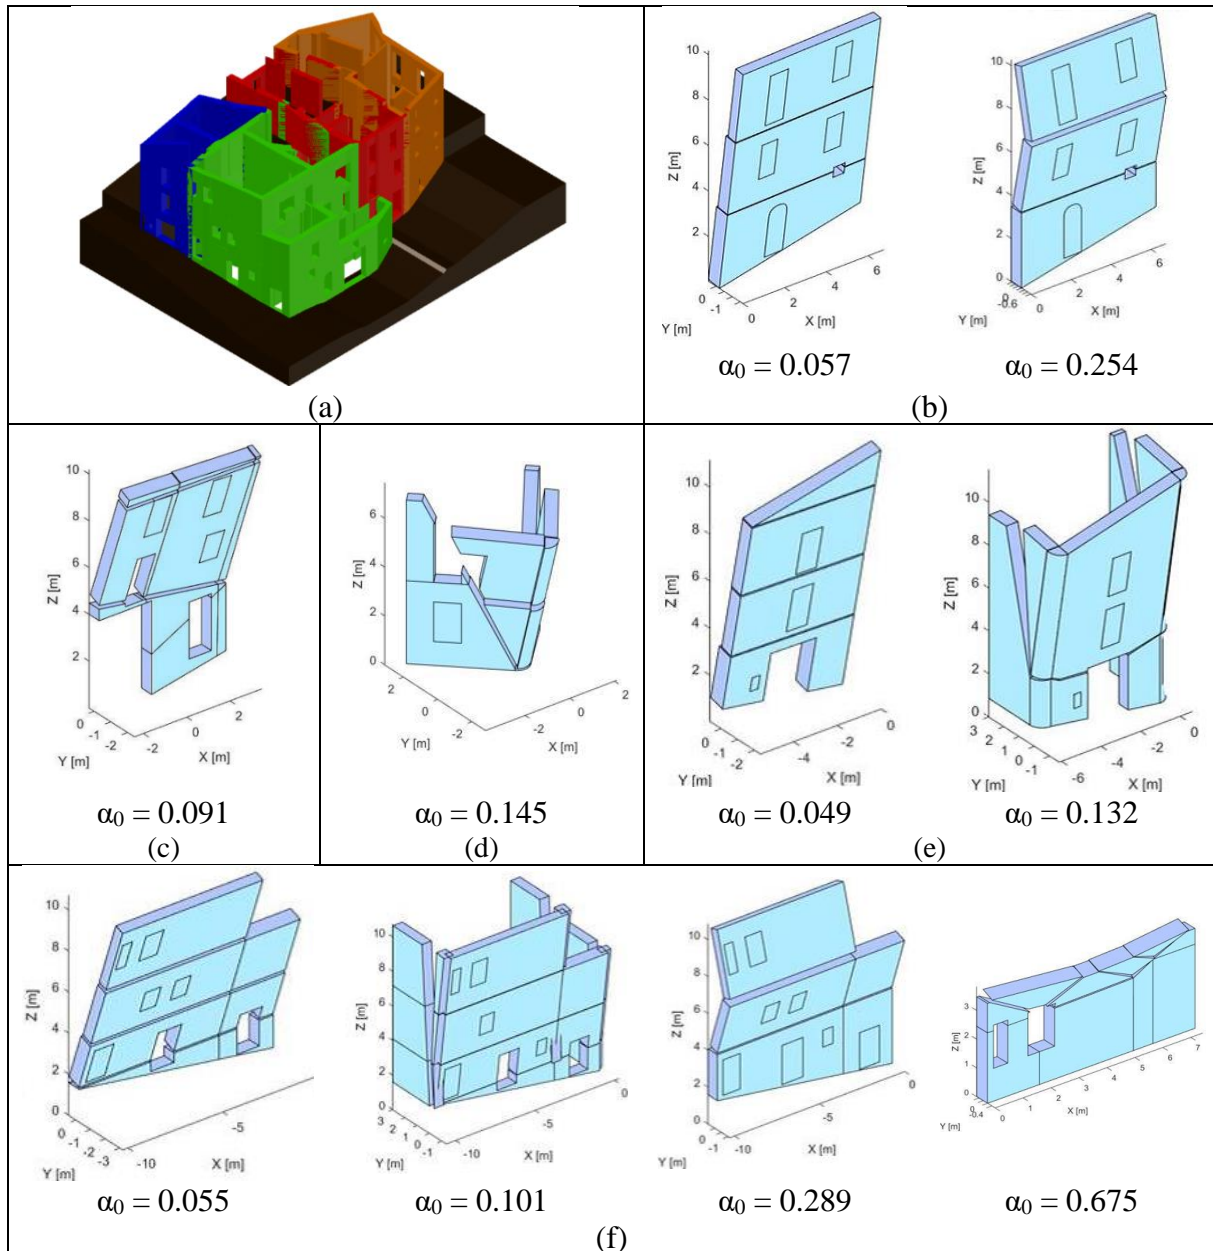 (a)
10
8
6
4
2
0
-1
0
2
4
6
Z [m]
Y [m]
X [m]
α₀ = 0.057
10
8
6
4
2
0
0
-0.6
0
2
4
6
Z [m]
Y [m]
X [m]
α₀ = 0.254
(b)
10
8
6
4
2
0
-1
-2
-2
0
2
Z [m]
Y [m]
X [m]
α₀ = 0.091
(c)
6
4
2
0
2
0
-2
-2
0
2
Z [m]
Y [m]
X [m]
α₀ = 0.145
(d)
10
8
6
4
2
0
-1
-2
-4
-2
0
Z [m]
Y [m]
X [m]
α₀ = 0.049
10
8
6
4
2
0
3
2
1
0
-1
-6
-4
-2
0
Z [m]
Y [m]
X [m]
α₀ = 0.132
(e)
10
8
6
4
2
0
0
-1
-2
-3
-10
-5
Z [m]
Y [m]
X [m]
α₀ = 0.055
10
8
6
4
2
0
3
2
1
0
-1
-10
-5
0
Z [m]
Y [m]
X [m]
α₀ = 0.101
10
8
6
4
2
0
0
-1
-10
-5
0
Z [m]
Y [m]
X [m]
α₀ = 0.289
3
2
1
0
0
-0.4
0
1
2
3
4
5
6
7
Z [m]
Y [m]
X [m]
α₀ = 0.675
(f)